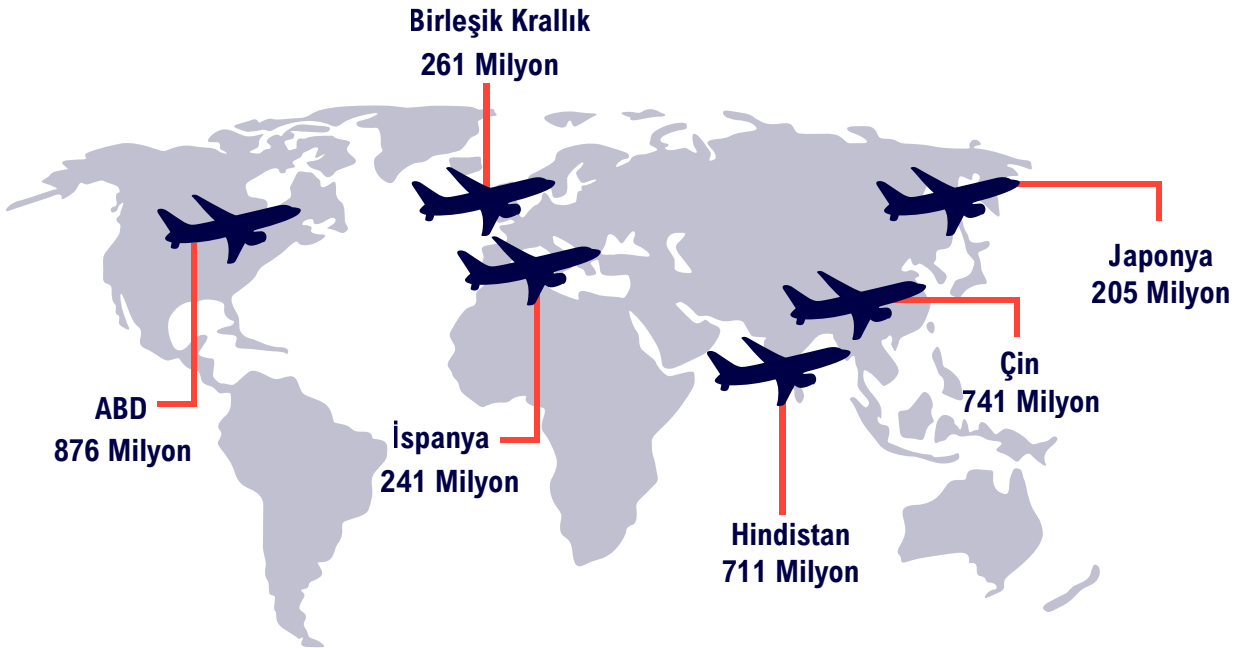 Birleşik Krallık
261 Milyon
Japonya
205 Milyon
Çin
741 Milyon
ABD
876 Milyon
İspanya
241 Milyon
Hindistan
711 Milyon